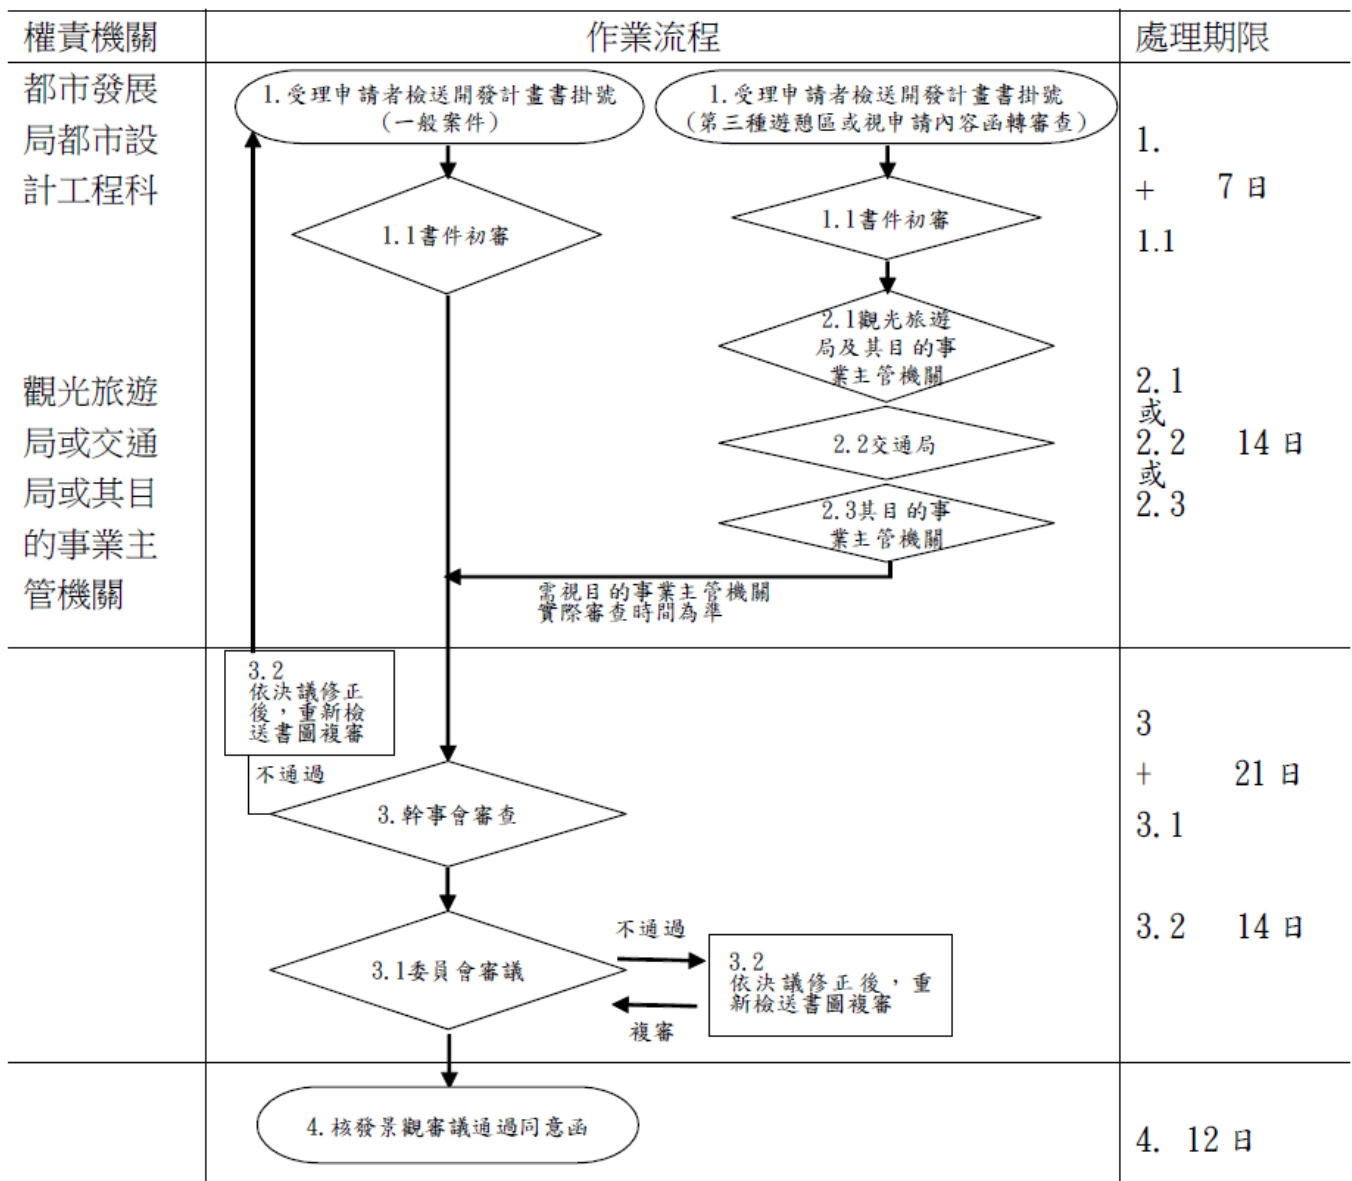 權責機關
作業流程
處理期限
都市發展
局都市設
計工程科
1.受理申請者檢送開發計畫書掛號
(一般案件)
1.受理申請者檢送開發計畫書掛號
(第三種遊憩區或視申請內容函轉審查)
1.
+ 7日
1.1
1.1書件初審
1.1書件初審
2.1觀光旅遊
局及其目的事
業主管機關
2.2交通局
2.3其目的事
業主管機關
觀光旅遊
局或交通
局或其目
的事業主
管機關
2.1
或
2.2 14日
或
2.3
需視目的事業主管機關
實際審查時間為準
3.2
依決議修正
後，重新檢
送書圖複審
不通過
3.幹事會審查
3
+ 21日
3.1
3.1委員會審議
不通過
3.2
依決議修正後，重
新檢送書圖複審
複審
3.2 14日
4.核發景觀審議通過同意函
4. 12日